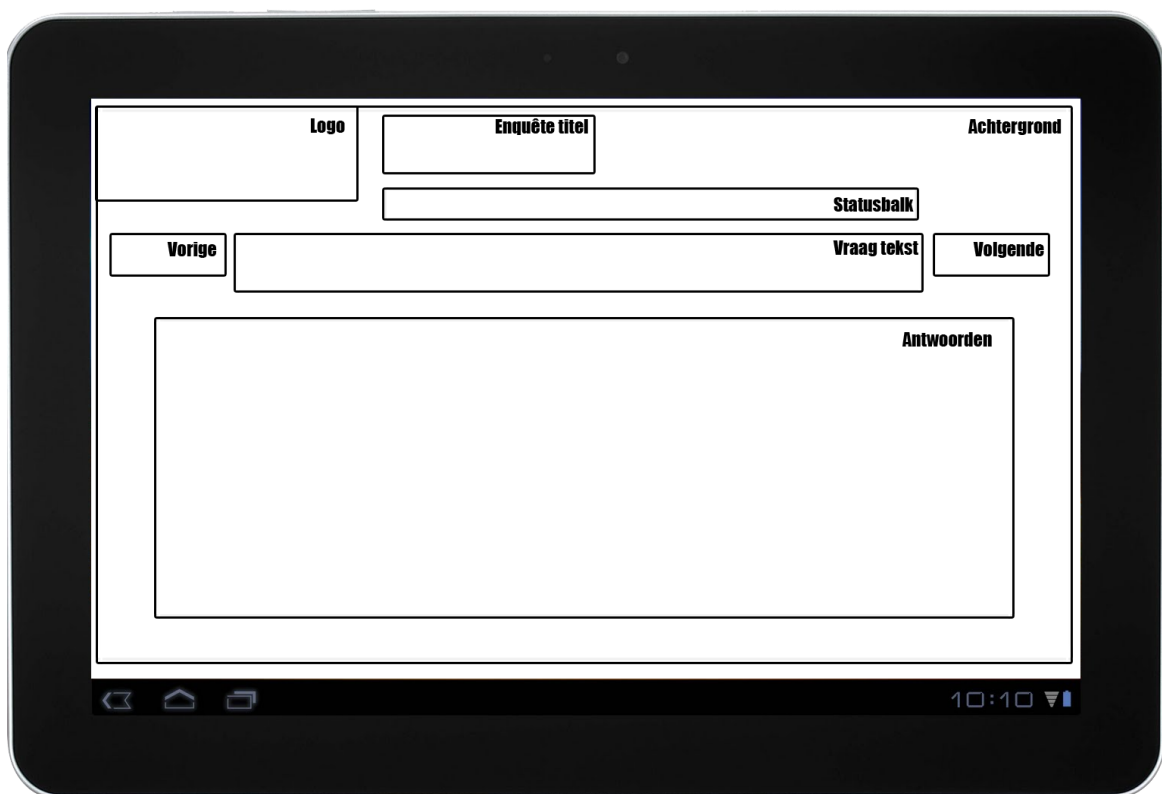 Logo
Enquête titel
Achtergrond
Statusbalk
Vorige
Vraag tekst
Volgende
Antwoorden
10:10